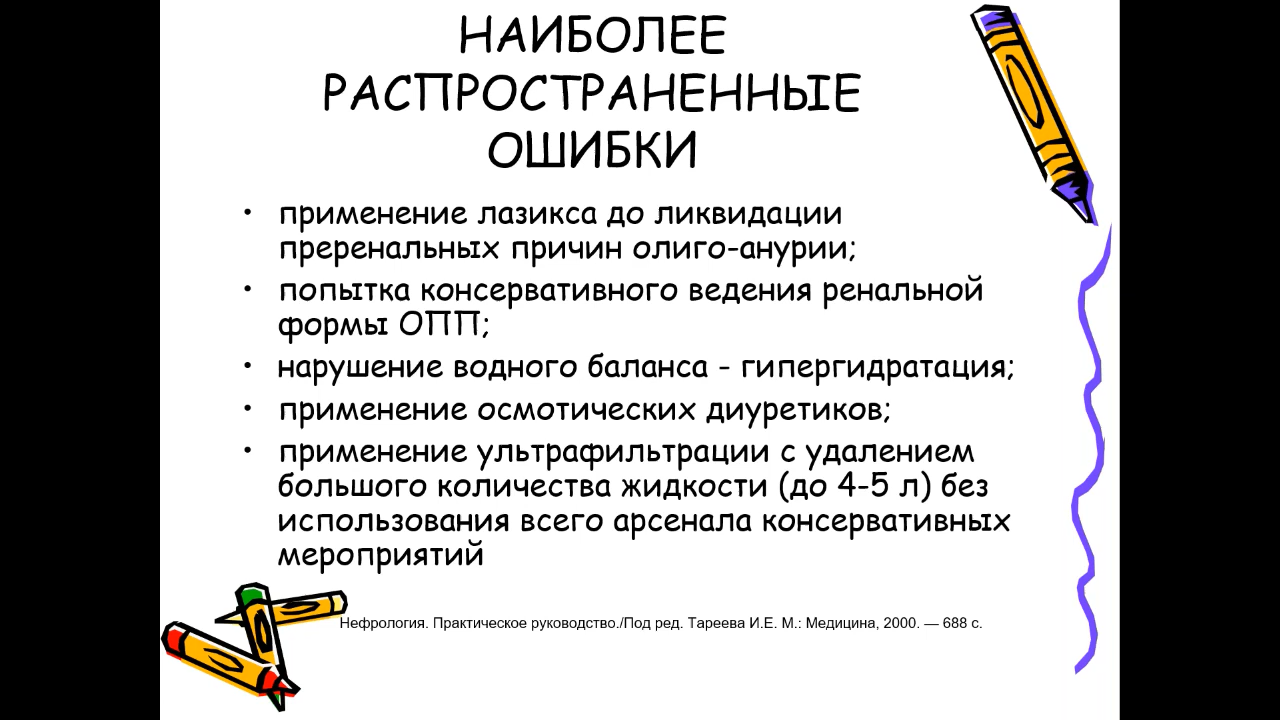 НАИБОЛЕЕ
РАСПРОСТРАНЕННЫЕ
ОШИБКИ
• применение лазикса до ликвидации
преренальных причин олиго-анурии;
• попытка консервативного ведения ренальной
формы ОПП;
• нарушение водного баланса - гипергидратация;
• применение осмотических диуретиков;
• применение ультрафильтрации с удалением
большого количества жидкости (до 4-5 л) без
использования всего арсенала консервативных
мероприятий
Нефрология. Практическое руководство./Под ред. Тареева И.Е. М.: Медицина, 2000. — 688 с.